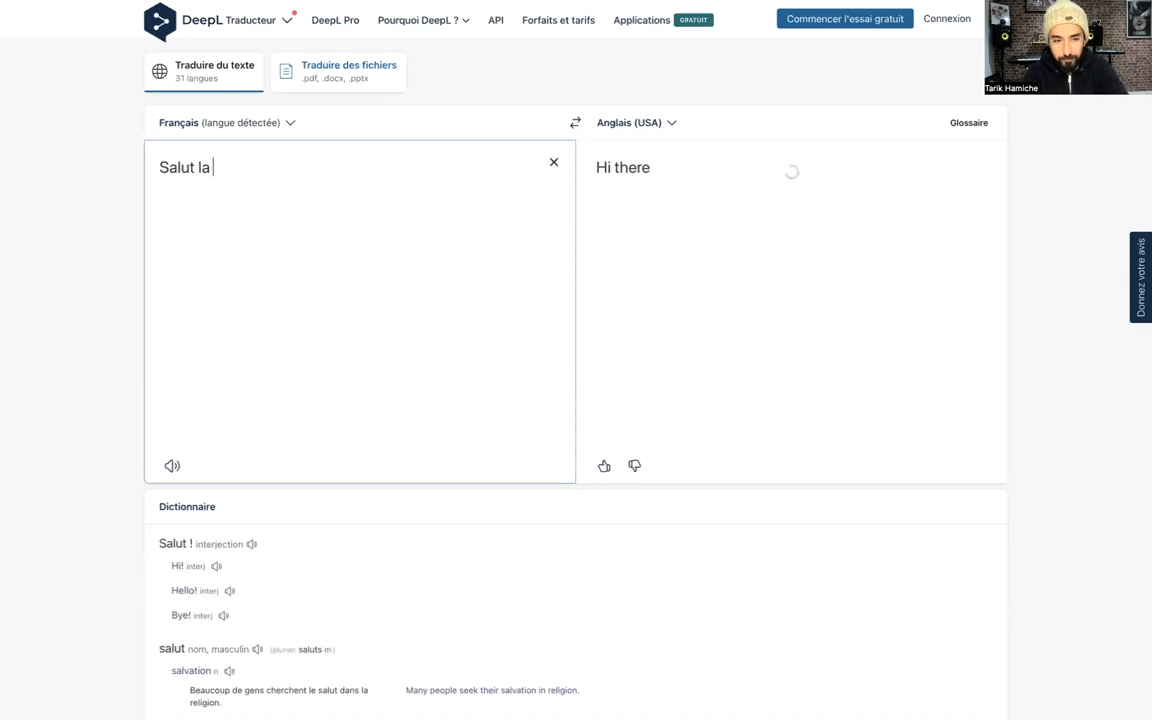 DeepL Traducteur DeepL Pro Pourquoi DeepL ? API Forfaits et tarifs Applications GRATUIT Commencer l'essai gratuit Connexion
Tarik Hamiche
Traduire du texte
31 langues
Traduire des fichiers
.pdf, .docx, .pptx
Français (langue détectée) Anglais (USA) Glossaire
Salut la
Hi there
Donnez votre avis
Dictionnaire
Salut ! interjection
Hi! interj
Hello! interj
Bye! interj
salut nom, masculin (pluriel: saluts m)
salvation n
Beaucoup de gens cherchent le salut dans la
religion.
Many people seek their salvation in religion.